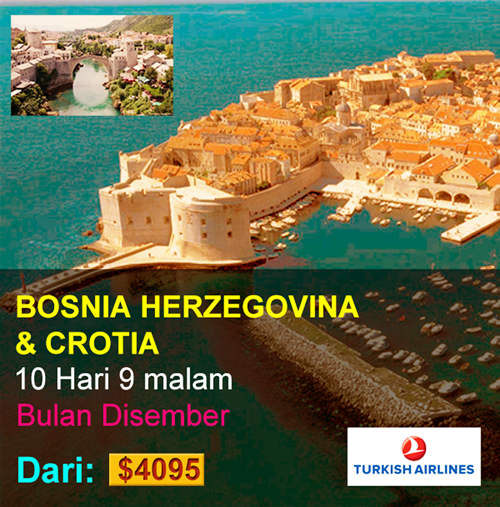 BOSNIA HERZEGOVINA
& CROTIA
10 Hari 9 malam
Bulan Disember
Dari: $4095
TURKISH AIRLINES